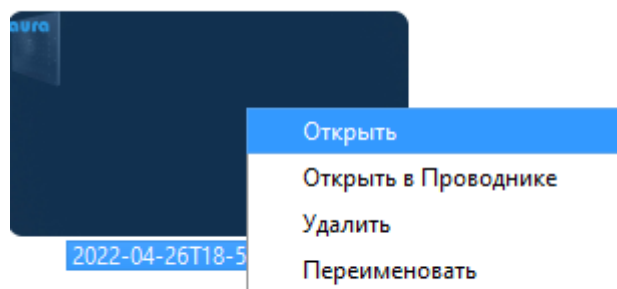 aura
Открыть
Открыть в Проводнике
Удалить
2022-04-26T18-5
Переименовать